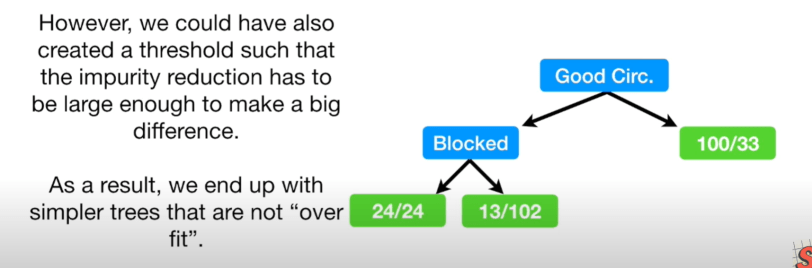 However, we could have also
created a threshold such that
the impurity reduction has to
be large enough to make a big
difference.
As a result, we end up with
simpler trees that are not “over
fit”.
Good Circ.
Blocked
100/33
24/24
13/102